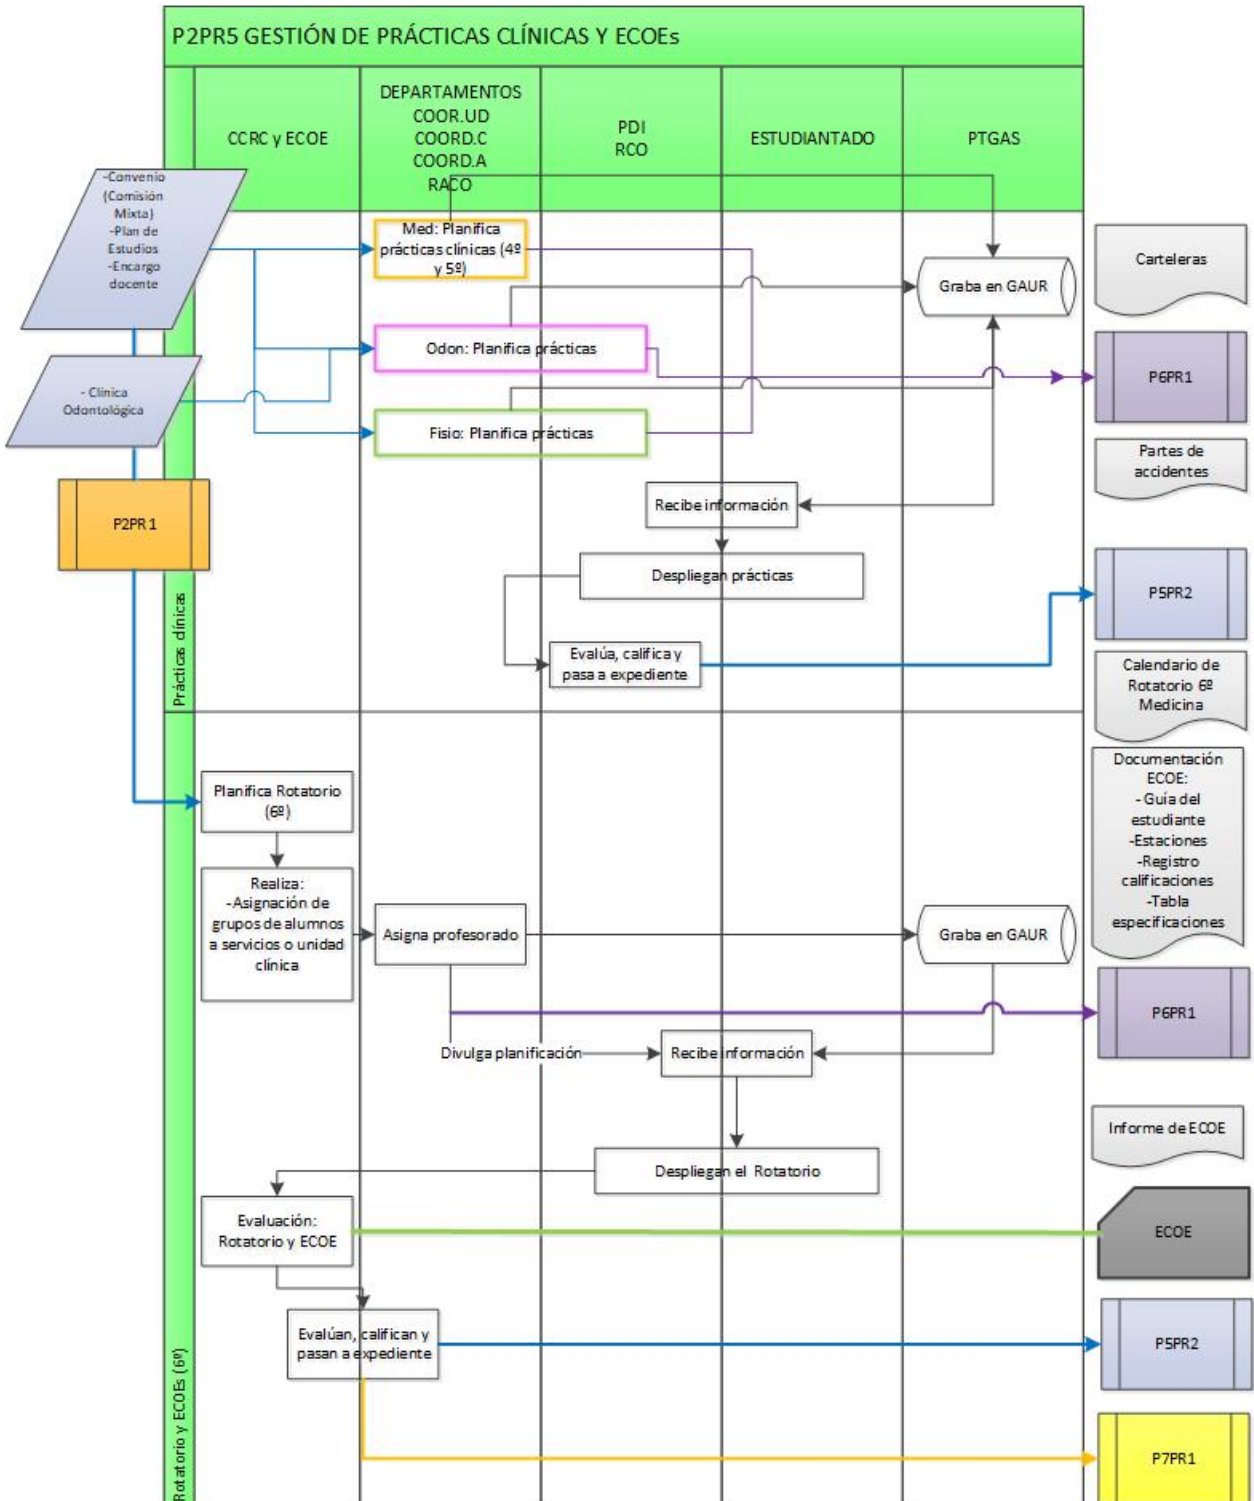 P2PR5 GESTIÓN DE PRÁCTICAS CLÍNICAS Y ECOEs
CCRC y ECOE
DEPARTAMENTOS
COOR.UD
COORD.C
COORD.A
RACO
PDI
RCO
ESTUDIANTADO
PTGAS
-Convenio
(Comisión
Mixta)
-Plan de
Estudios
-Encargo
docente
- Clínica
Odontológica
P2PR1
Prácticas clínicas
Med: Planifica
prácticas clínicas (4º
y 5º)
Graba en GAUR
Odon: Planifica prácticas
Fisio: Planifica prácticas
Recibe información
Despliegan prácticas
Evalúa, califica y
pasa a expediente
Carteleras
P6PR1
Partes de
accidentes
P5PR2
Calendario de
Rotatorio 6º
Medicina
Rotatorio y ECOEs (6º)
Planifica Rotatorio
(6º)
Realiza:
-Asignación de
grupos de alumnos
a servicios o unidad
clínica
Asigna profesorado
Graba en GAUR
Divulga planificación
Recibe información
Despliegan el Rotatorio
Evaluación:
Rotatorio y ECOE
Evalúan, califican y
pasan a expediente
Documentación
ECOE:
- Guía del
estudiante
-Estaciones
-Registro
calificaciones
-Tabla
especificaciones
P6PR1
Informe de ECOE
ECOE
P5PR2
P7PR1